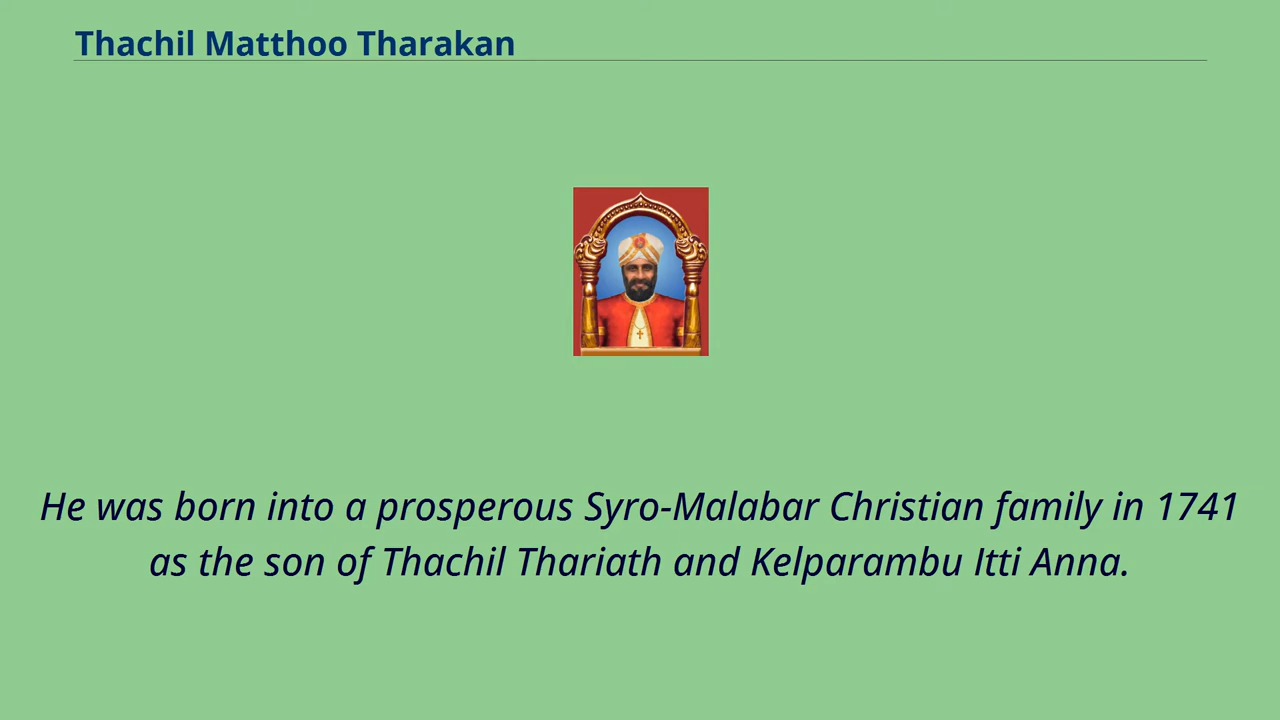 Thachil Matthoo Tharakan
He was born into a prosperous Syro-Malabar Christian family in 1741
as the son of Thachil Thariath and Kelparambu Itti Anna.